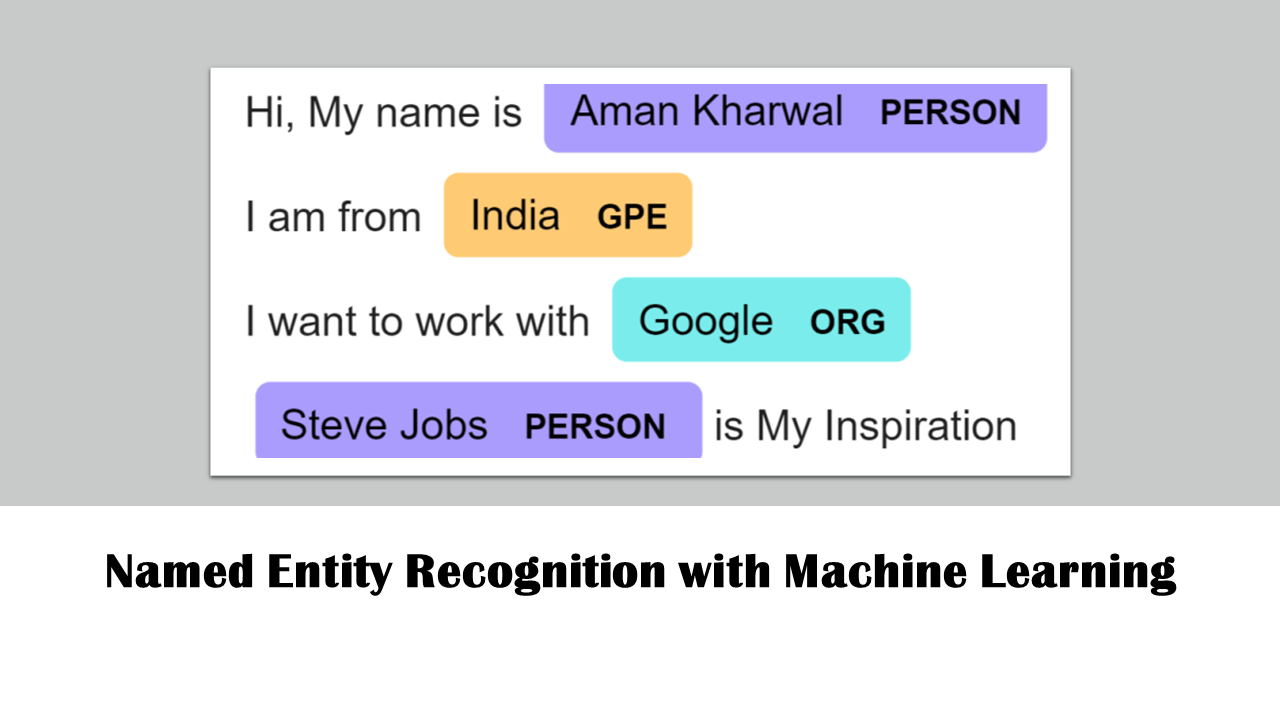 Hi, My name is Aman Kharwal PERSON
I am from India GPE
I want to work with Google ORG
Steve Jobs PERSON is My Inspiration
Named Entity Recognition with Machine Learning